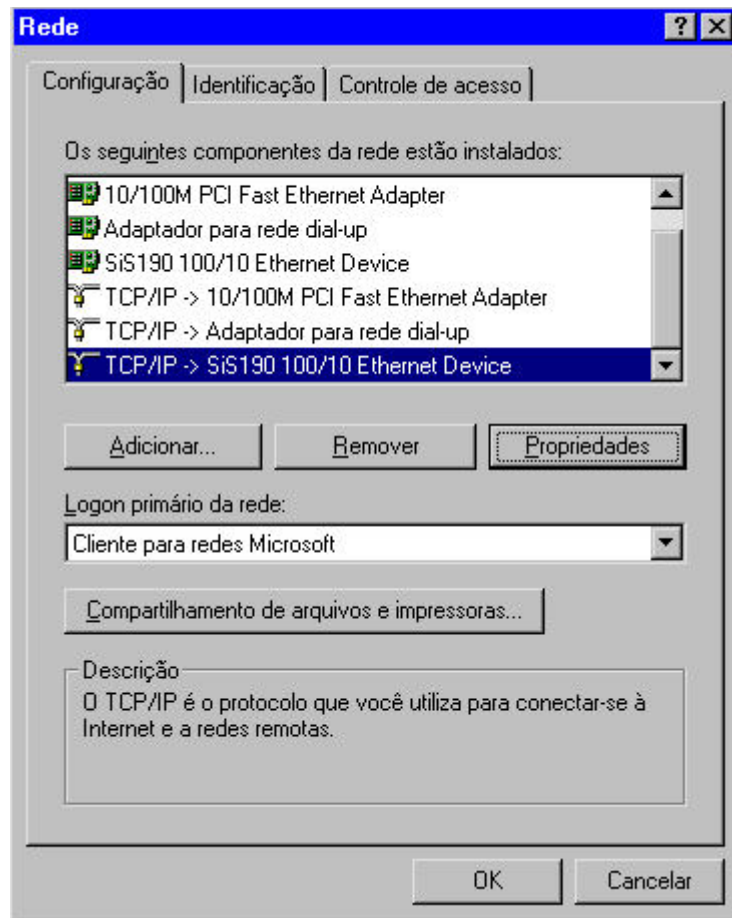 Rede
Configuração Identificação Controle de acesso
Os seguintes componentes da rede estão instalados:
10/100M PCI Fast Ethernet Adapter
Adaptador para rede dial-up
SiS190 100/10 Ethernet Device
TCP/IP -> 10/100M PCI Fast Ethernet Adapter
TCP/IP -> Adaptador para rede dial-up
TCP/IP -> SiS190 100/10 Ethernet Device
Adicionar... Remover Propriedades
Logon primário da rede:
Cliente para redes Microsoft
Compartilhamento de arquivos e impressoras...
Descrição
O TCP/IP é o protocolo que você utiliza para conectar-se à
Internet e a redes remotas.
OK Cancelar